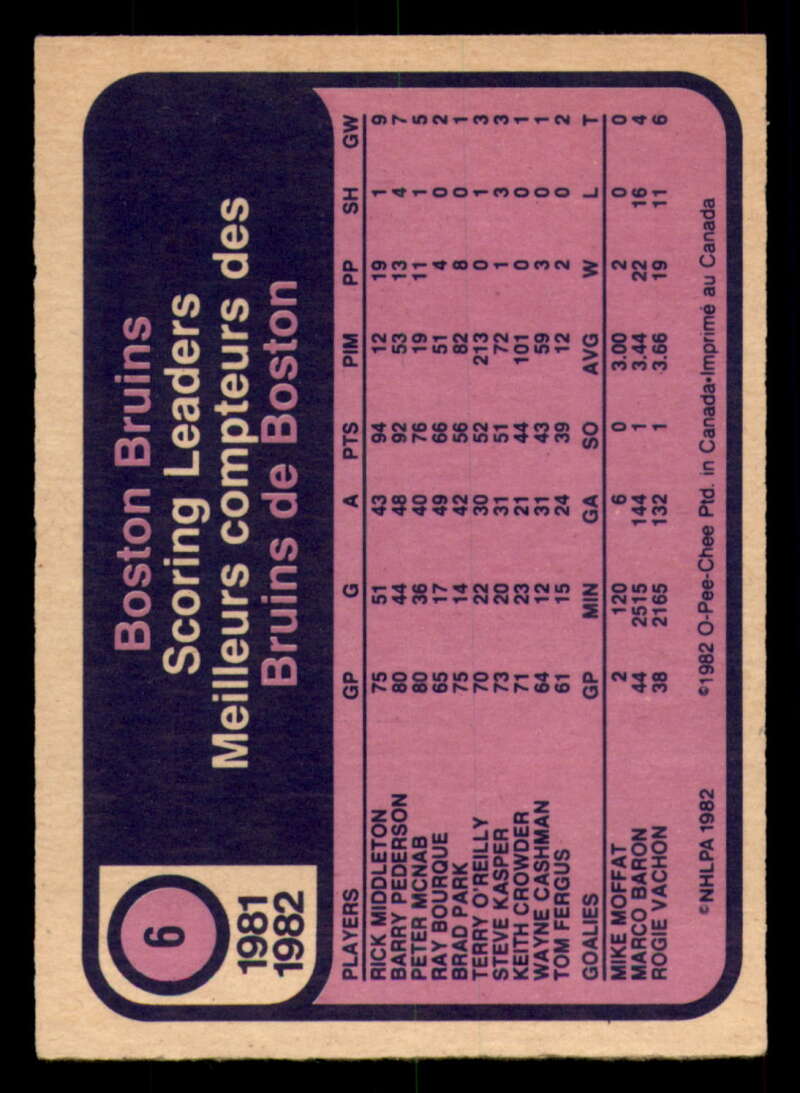 6
1981
1982
Boston Bruins
Scoring Leaders
Meilleurs compteurs des
Bruins de Boston
PLAYERS GP G A PTS PIM PP SH GW
RICK MIDDLETON 75 51 43 94 12 19 1 9
BARRY PEDERSON 80 44 48 92 53 13 4 7
PETER MCNAB 80 36 40 76 19 11 1 5
RAY BOURQUE 65 17 49 66 51 4 0 2
BRAD PARK 75 14 42 56 82 8 0 1
TERRY O'REILLY 70 22 30 52 213 0 1 3
STEVE KASPER 73 20 31 51 72 1 3 3
KEITH CROWDER 71 23 21 44 101 0 0 1
WAYNE CASHMAN 64 12 31 43 59 3 0 1
TOM FERGUS 61 15 24 39 12 2 0 2
GOALIES GP MIN GA SO AVG W L T
MIKE MOFFAT 2 120 6 0 3.00 2 0 0
MARCO BARON 44 2515 144 1 3.44 22 16 4
ROGIE VACHON 38 2165 132 1 3.66 19 11 6
©NHLPA 1982 ©1982 O-Pee-Chee Ptd. in Canada•Imprimé au Canada